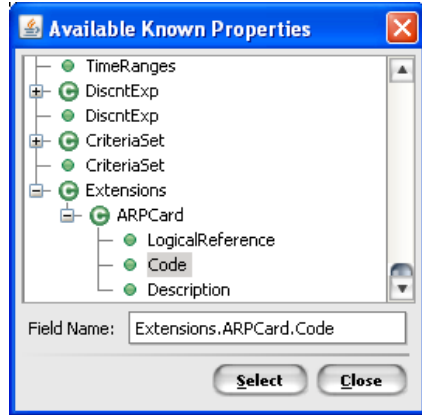 Available Known Properties
TimeRanges
DiscntExp
DiscntExp
CriteriaSet
CriteriaSet
Extensions
ARPCard
LogicalReference
Code
Description
Field Name: Extensions.ARPCard.Code
Select Close